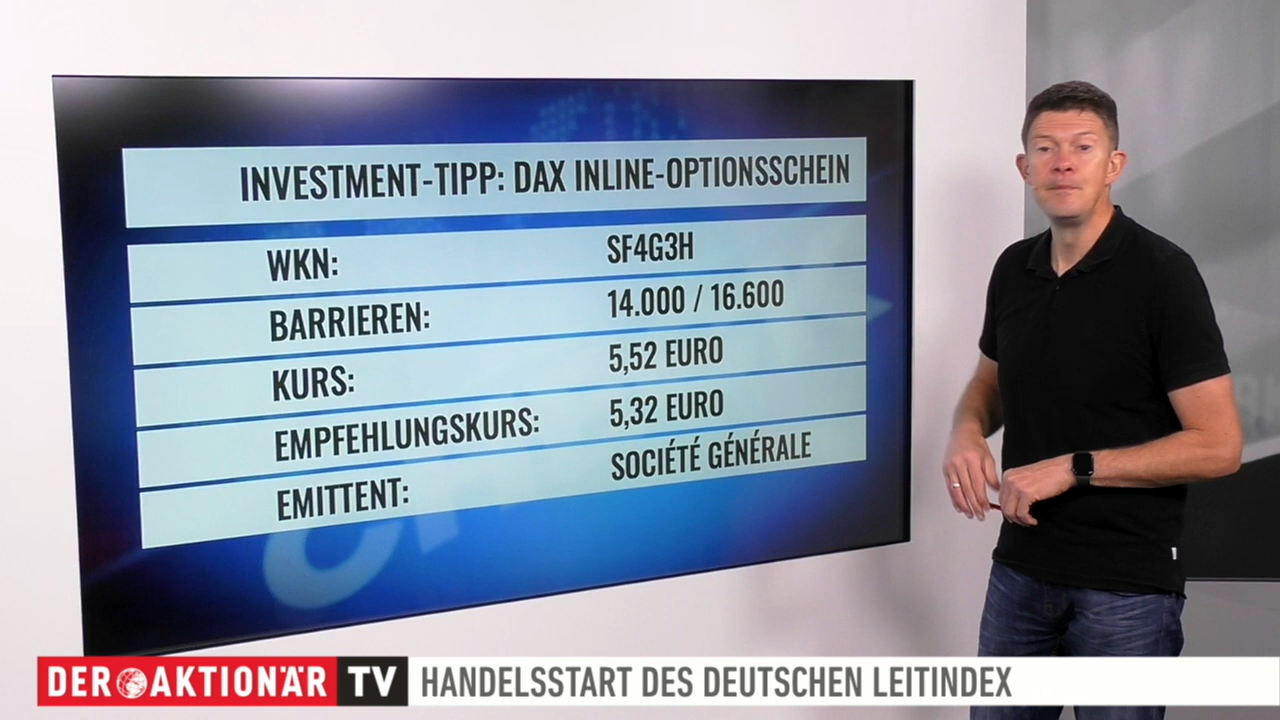 INVESTMENT-TIPP: DAX INLINE-OPTIONSSCHEIN
WKN: SF4G3H
BARRIEREN: 14.000 / 16.600
KURS: 5,52 EURO
EMPFEHLUNGSKURS: 5,32 EURO
EMITTENT: SOCIÉTÉ GÉNÉRALE
DER AKTIONÄR TV HANDELSSTART DES DEUTSCHEN LEITINDEX